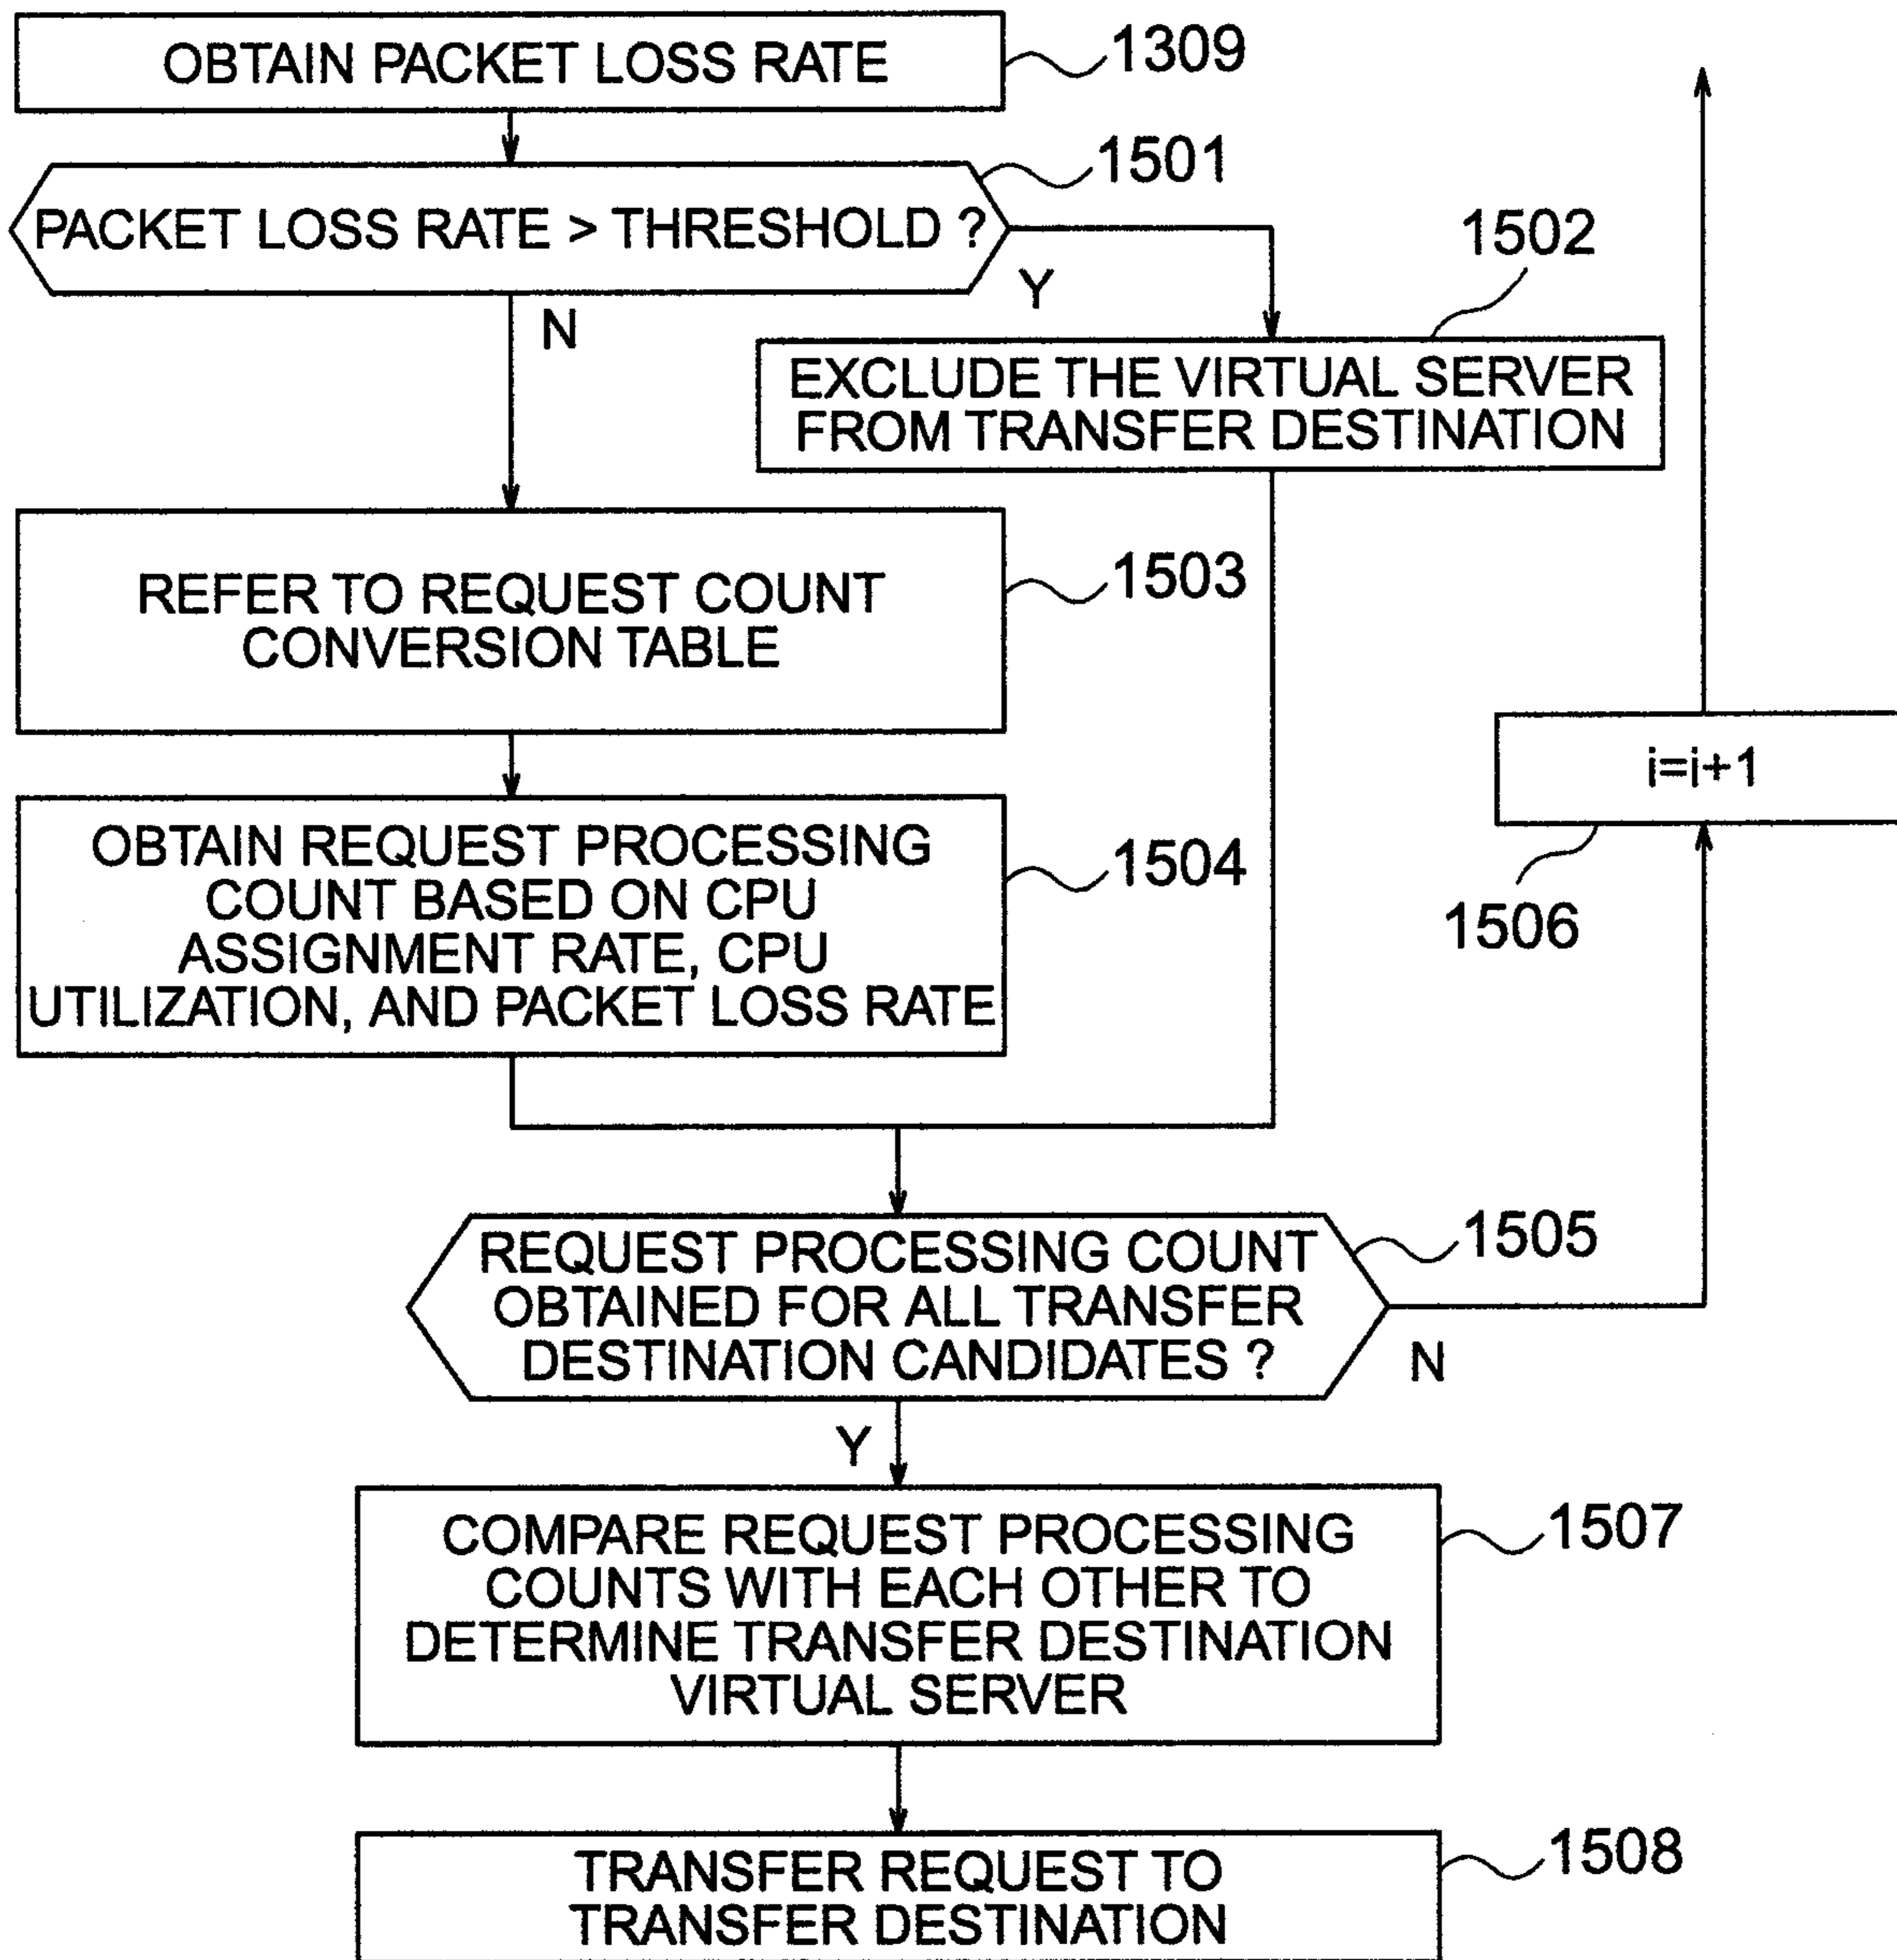 OBTAIN PACKET LOSS RATE
1309
PACKET LOSS RATE > THRESHOLD ?
1501
Y
N
1502
EXCLUDE THE VIRTUAL SERVER
FROM TRANSFER DESTINATION
REFER TO REQUEST COUNT
CONVERSION TABLE
1503
i=i+1
1506
OBTAIN REQUEST PROCESSING
COUNT BASED ON CPU
ASSIGNMENT RATE, CPU
UTILIZATION, AND PACKET LOSS RATE
1504
REQUEST PROCESSING COUNT
OBTAINED FOR ALL TRANSFER
DESTINATION CANDIDATES ?
1505
N
Y
COMPARE REQUEST PROCESSING
COUNTS WITH EACH OTHER TO
DETERMINE TRANSFER DESTINATION
VIRTUAL SERVER
1507
TRANSFER REQUEST TO
TRANSFER DESTINATION
1508